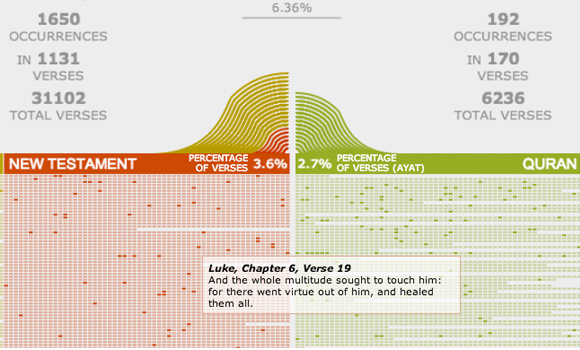 6.36%
1650
OCCURRENCES
IN 1131
VERSES
31102
TOTAL VERSES
192
OCCURRENCES
IN 170
VERSES
6236
TOTAL VERSES
NEW TESTAMENT
PERCENTAGE
OF VERSES 3.6%
2.7% PERCENTAGE
OF VERSES (AYAT)
QURAN
Luke, Chapter 6, Verse 19
And the whole multitude sought to touch him:
for there went virtue out of him, and healed
them all.